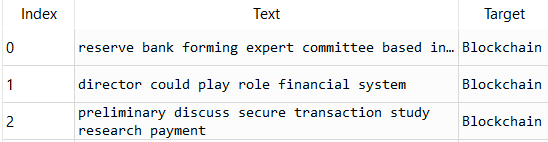 Index Text Target
0 reserve bank forming expert committee based in… Blockchain
1 director could play role financial system Blockchain
2 preliminary discuss secure transaction study research payment Blockchain